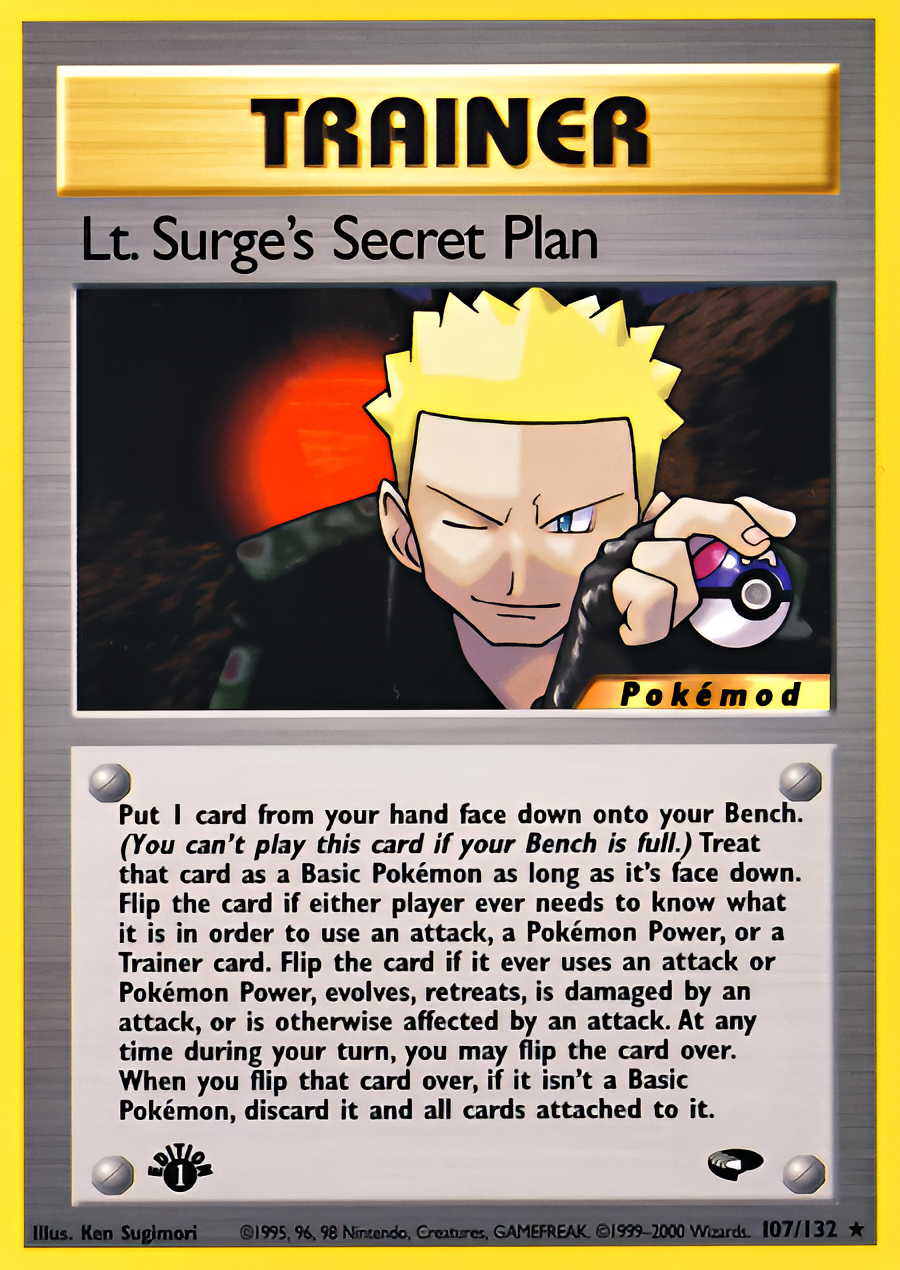 TRAINER
Lt. Surge's Secret Plan
Pokémod
Put 1 card from your hand face down onto your Bench.
(You can't play this card if your Bench is full.) Treat
that card as a Basic Pokémon as long as it's face down.
Flip the card if either player ever needs to know what
it is in order to use an attack, a Pokémon Power, or a
Trainer card. Flip the card if it ever uses an attack or
Pokémon Power, evolves, retreats, is damaged by an
attack, or is otherwise affected by an attack. At any
time during your turn, you may flip the card over.
When you flip that card over, if it isn't a Basic
Pokémon, discard it and all cards attached to it.
EDITION
1
Illus. Ken Sugimori ©1995, 96, 98 Nintendo, Creatures, GAMEFREAK. ©1999–2000 Wizards. 107/132 ★